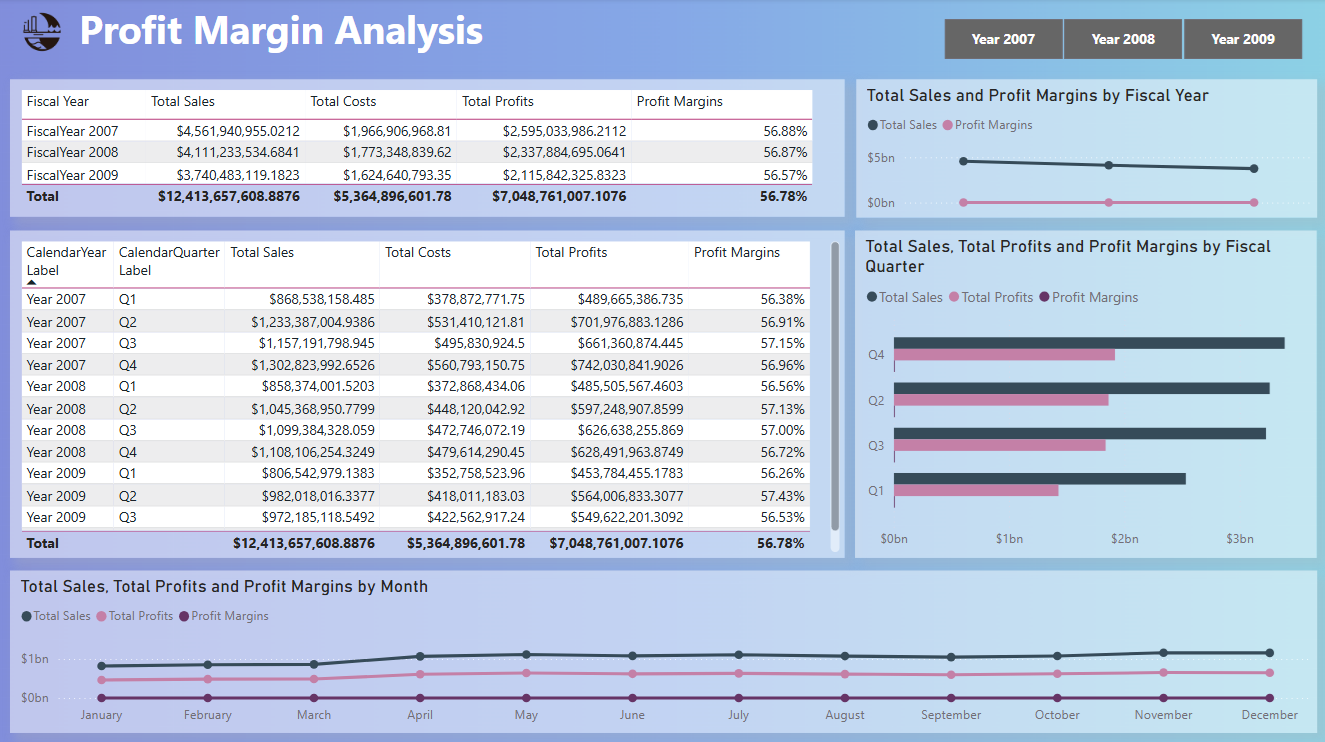 Profit Margin Analysis
Year 2007 Year 2008 Year 2009
Fiscal Year Total Sales Total Costs Total Profits Profit Margins
FiscalYear 2007 $4,561,940,955.0212 $1,966,906,968.81 $2,595,033,986.2112 56.88%
FiscalYear 2008 $4,111,233,534.6841 $1,773,348,839.62 $2,337,884,695.0641 56.87%
FiscalYear 2009 $3,740,483,119.1823 $1,624,640,793.35 $2,115,842,325.8323 56.57%
Total $12,413,657,608.8876 $5,364,896,601.78 $7,048,761,007.1076 56.78%
Total Sales and Profit Margins by Fiscal Year
Total Sales Profit Margins
$5bn
$0bn
CalendarYear CalendarQuarter Total Sales Total Costs Total Profits Profit Margins
Label Label
Year 2007 Q1 $868,538,158.485 $378,872,771.75 $489,665,386.735 56.38%
Year 2007 Q2 $1,233,387,004.9386 $531,410,121.81 $701,976,883.1286 56.91%
Year 2007 Q3 $1,157,191,798.945 $495,830,924.5 $661,360,874.445 57.15%
Year 2007 Q4 $1,302,823,992.6526 $560,793,150.75 $742,030,841.9026 56.96%
Year 2008 Q1 $858,374,001.5203 $372,868,434.06 $485,505,567.4603 56.56%
Year 2008 Q2 $1,045,368,950.7799 $448,120,042.92 $597,248,907.8599 57.13%
Year 2008 Q3 $1,099,384,328.059 $472,746,072.19 $626,638,255.869 57.00%
Year 2008 Q4 $1,108,106,254.3249 $479,614,290.45 $628,491,963.8749 56.72%
Year 2009 Q1 $806,542,979.1383 $352,758,523.96 $453,784,455.1783 56.26%
Year 2009 Q2 $982,018,016.3377 $418,011,183.03 $564,006,833.3077 57.43%
Year 2009 Q3 $972,185,118.5492 $422,562,917.24 $549,622,201.3092 56.53%
Total $12,413,657,608.8876 $5,364,896,601.78 $7,048,761,007.1076 56.78%
Total Sales, Total Profits and Profit Margins by Fiscal
Quarter
Total Sales Total Profits Profit Margins
Q4
Q2
Q3
Q1
$0bn $1bn $2bn $3bn
Total Sales, Total Profits and Profit Margins by Month
Total Sales Total Profits Profit Margins
$1bn
$0bn
January February March April May June July August September October November December